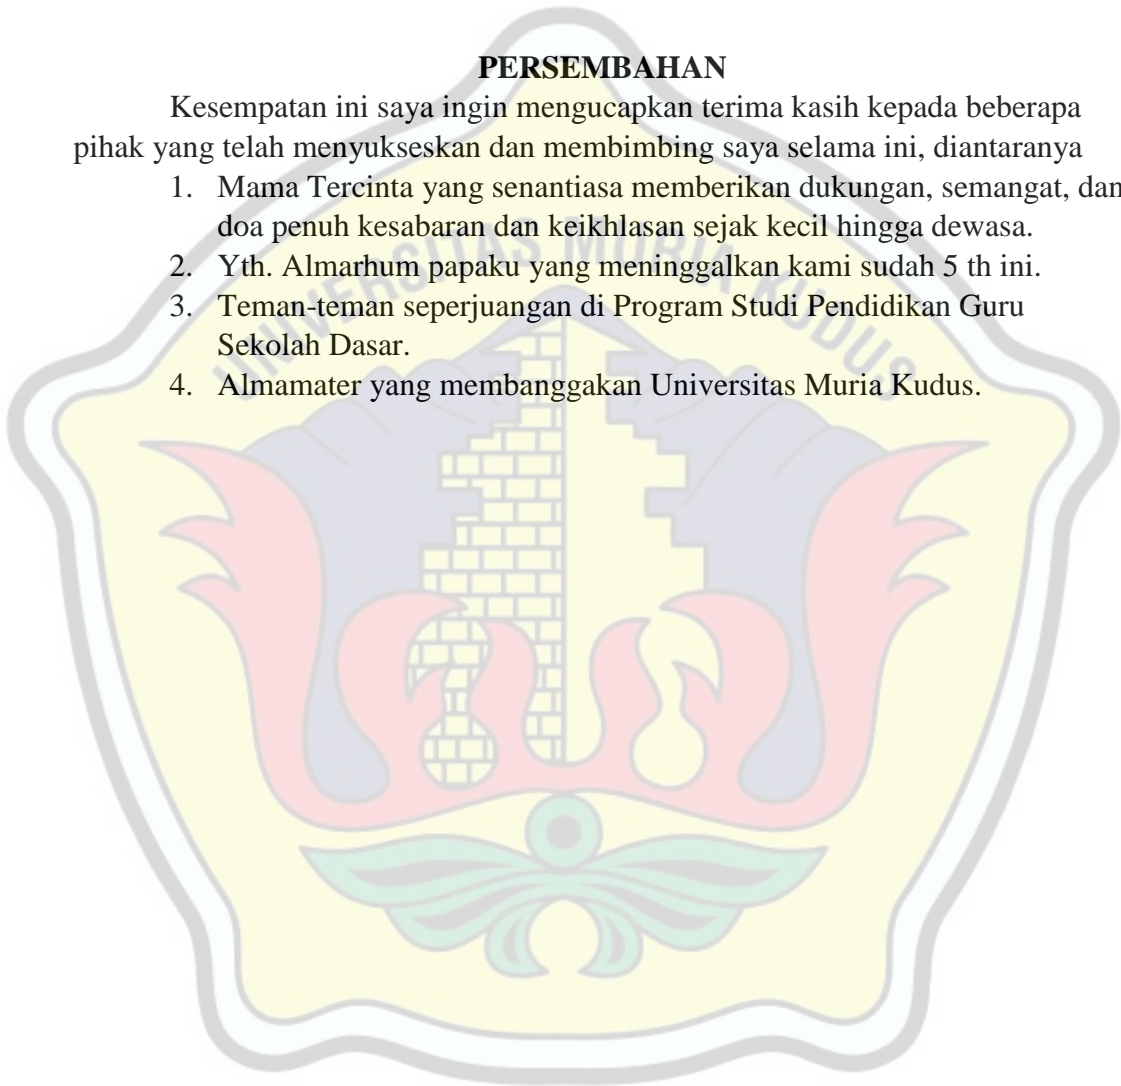 PERSEMBAHAN
Kesempatan ini saya ingin mengucapkan terima kasih kepada beberapa
pihak yang telah menyukseskan dan membimbing saya selama ini, diantaranya
1. Mama Tercinta yang senantiasa memberikan dukungan, semangat, dan
doa penuh kesabaran dan keikhlasan sejak kecil hingga dewasa.
2. Yth. Almarhum papaku yang meninggalkan kami sudah 5 th ini.
3. Teman-teman seperjuangan di Program Studi Pendidikan Guru
Sekolah Dasar.
4. Almamater yang membanggakan Universitas Muria Kudus.
UNIVERSITAS MURIA KUDUS